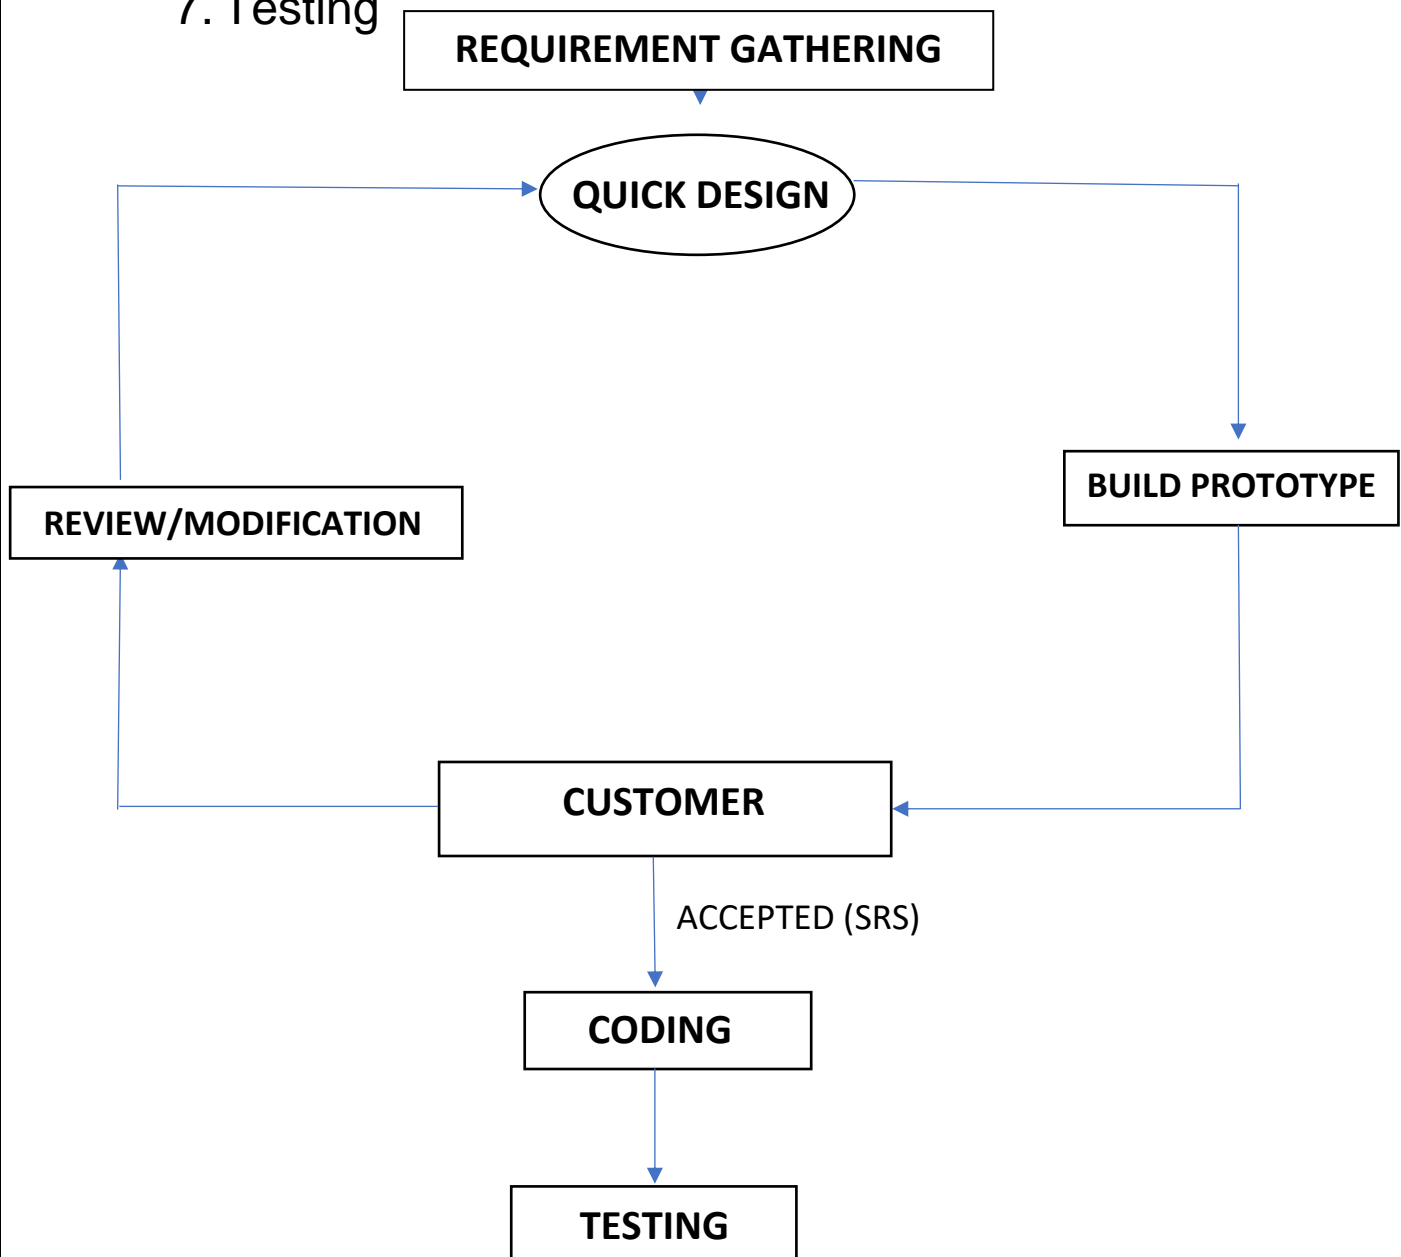 7. Testing
REQUIREMENT GATHERING
QUICK DESIGN
BUILD PROTOTYPE
REVIEW/MODIFICATION
CUSTOMER
ACCEPTED (SRS)
CODING
TESTING